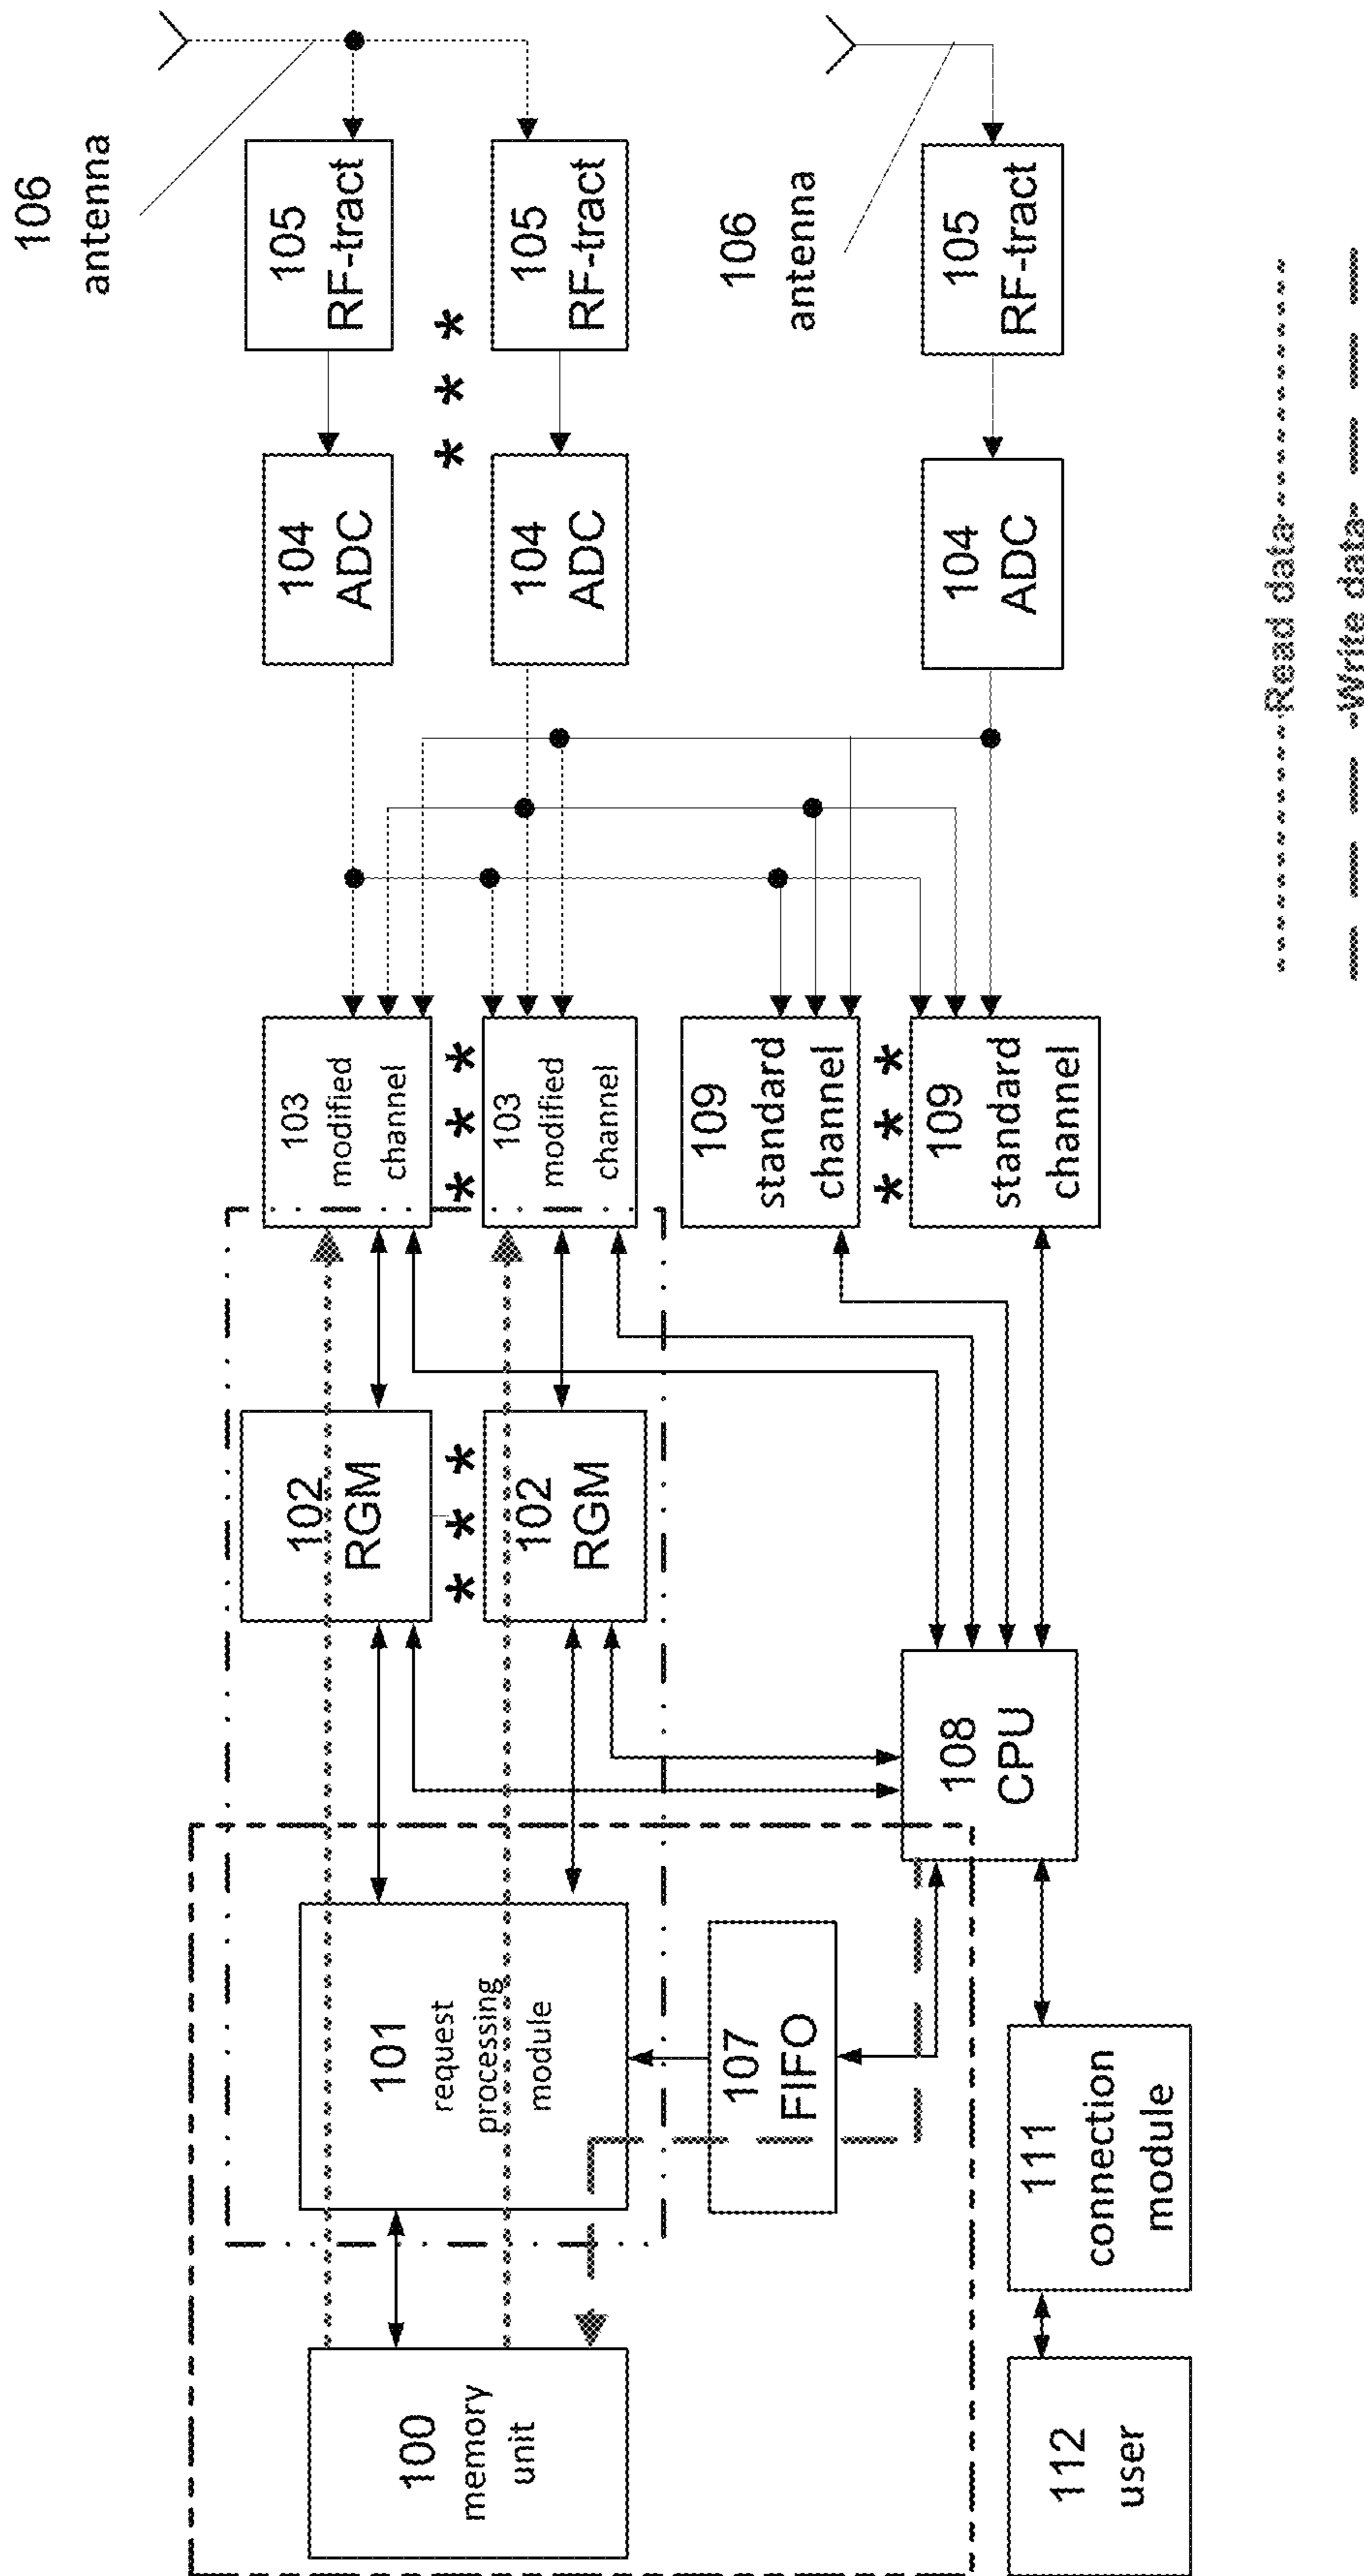 106
antenna
105
RF-tract
105
RF-tract
106
antenna
105
RF-tract
* * *
104
ADC
104
ADC
104
ADC
103
modified
channel
* * *
103
modified
channel
109
standard
channel
* * *
109
standard
channel
102
RGM
* * *
102
RGM
108
CPU
101
request
processing
module
107
FIFO
111
connection
module
100
memory
unit
112
user
Read data
Write data